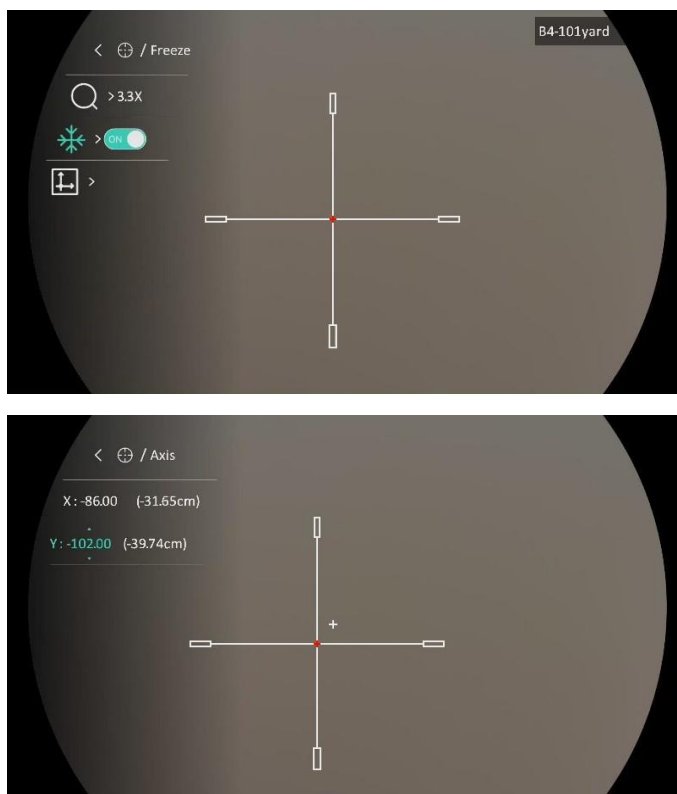 B4-101yard
< / Freeze
>3.3X
> ON
>
< / Axis
X : -86.00 (-31.65cm)
Y : -102.00 (-39.74cm)